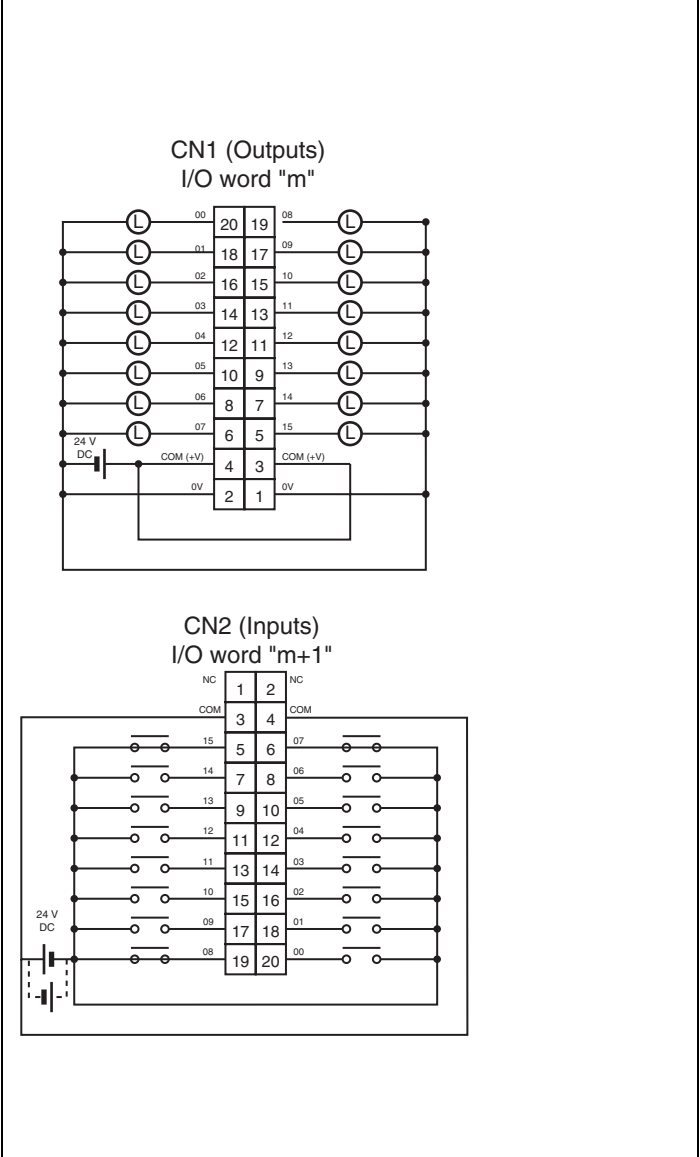 CN1 (Outputs)
I/O word "m"
00 20 19 08
L L
01 18 17 09
L L
02 16 15 10
L L
03 14 13 11
L L
04 12 11 12
L L
05 10 9 13
L L
06 8 7 14
L L
07 6 5 15
L L
24 V
DC
COM (+V) 4 3 COM (+V)
0V 2 1 0V
CN2 (Inputs)
I/O word "m+1"
NC 1 2 NC
COM 3 4 COM
15 5 6 07
14 7 8 06
13 9 10 05
12 11 12 04
11 13 14 03
10 15 16 02
24 V
DC
09 17 18 01
08 19 20 00